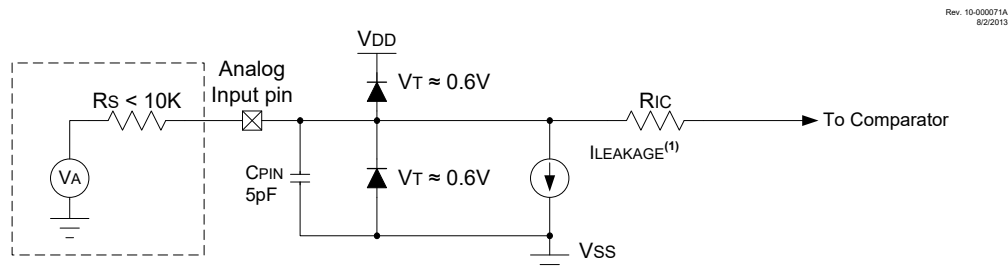 Rev. 10-000071A
8/2/2013
VDD
Analog
Input pin
RS < 10K
VT ≈ 0.6V
RIC
To Comparator
ILEAKAGE(1)
VA
CPIN
5pF
VT ≈ 0.6V
VSS